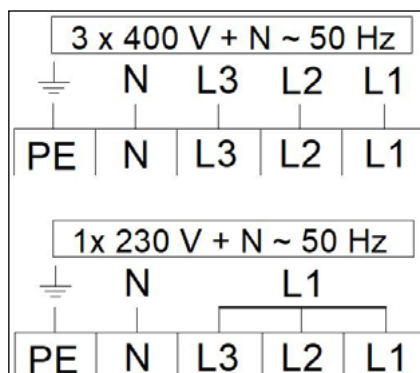 3 x 400 V + N ~ 50 Hz
N L3 L2 L1
PE N L3 L2 L1
1x 230 V + N ~ 50 Hz
N L1
PE N L3 L2 L1